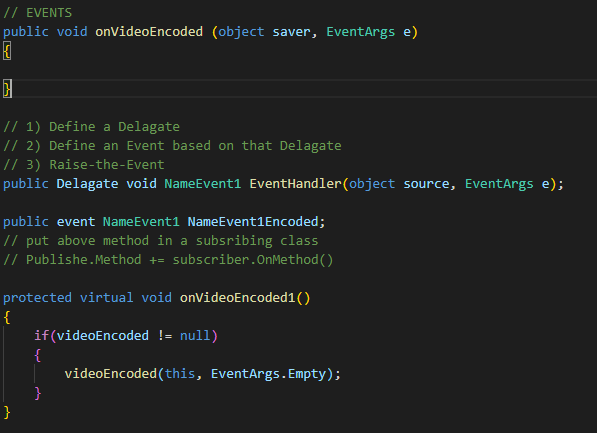 // EVENTS
public void onVideoEncoded (object saver, EventArgs e)
{
}
// 1) Define a Delagate
// 2) Define an Event based on that Delagate
// 3) Raise-the-Event
public Delagate void NameEvent1 EventHandler(object source, EventArgs e);
public event NameEvent1 NameEvent1Encoded;
// put above method in a subsribing class
// Publishe.Method += subscriber.OnMethod()
protected virtual void onVideoEncoded1()
{
if(videoEncoded != null)
{
videoEncoded(this, EventArgs.Empty);
}
}